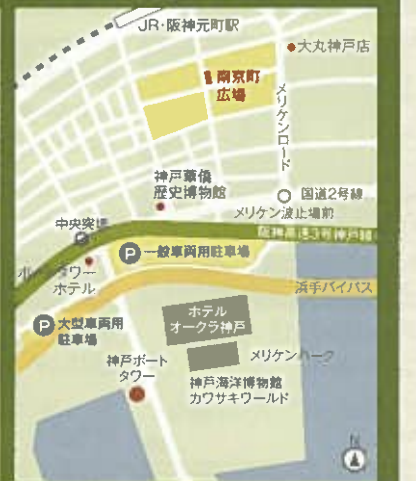 JR・阪神元町駅
大丸神戸店
南京町
広場
メリケンロード
神戸華僑
歴史博物館
国道2号線
メリケン波止場前
阪神高速3号神戸線
中央突堤
P 一般車両用駐車場
ポートタワー
ホテル
浜手バイパス
P 大型車両用
駐車場
ホテル
オークラ神戸
メリケンパーク
神戸ポート
タワー
神戸海洋博物館
カワサキワールド
N